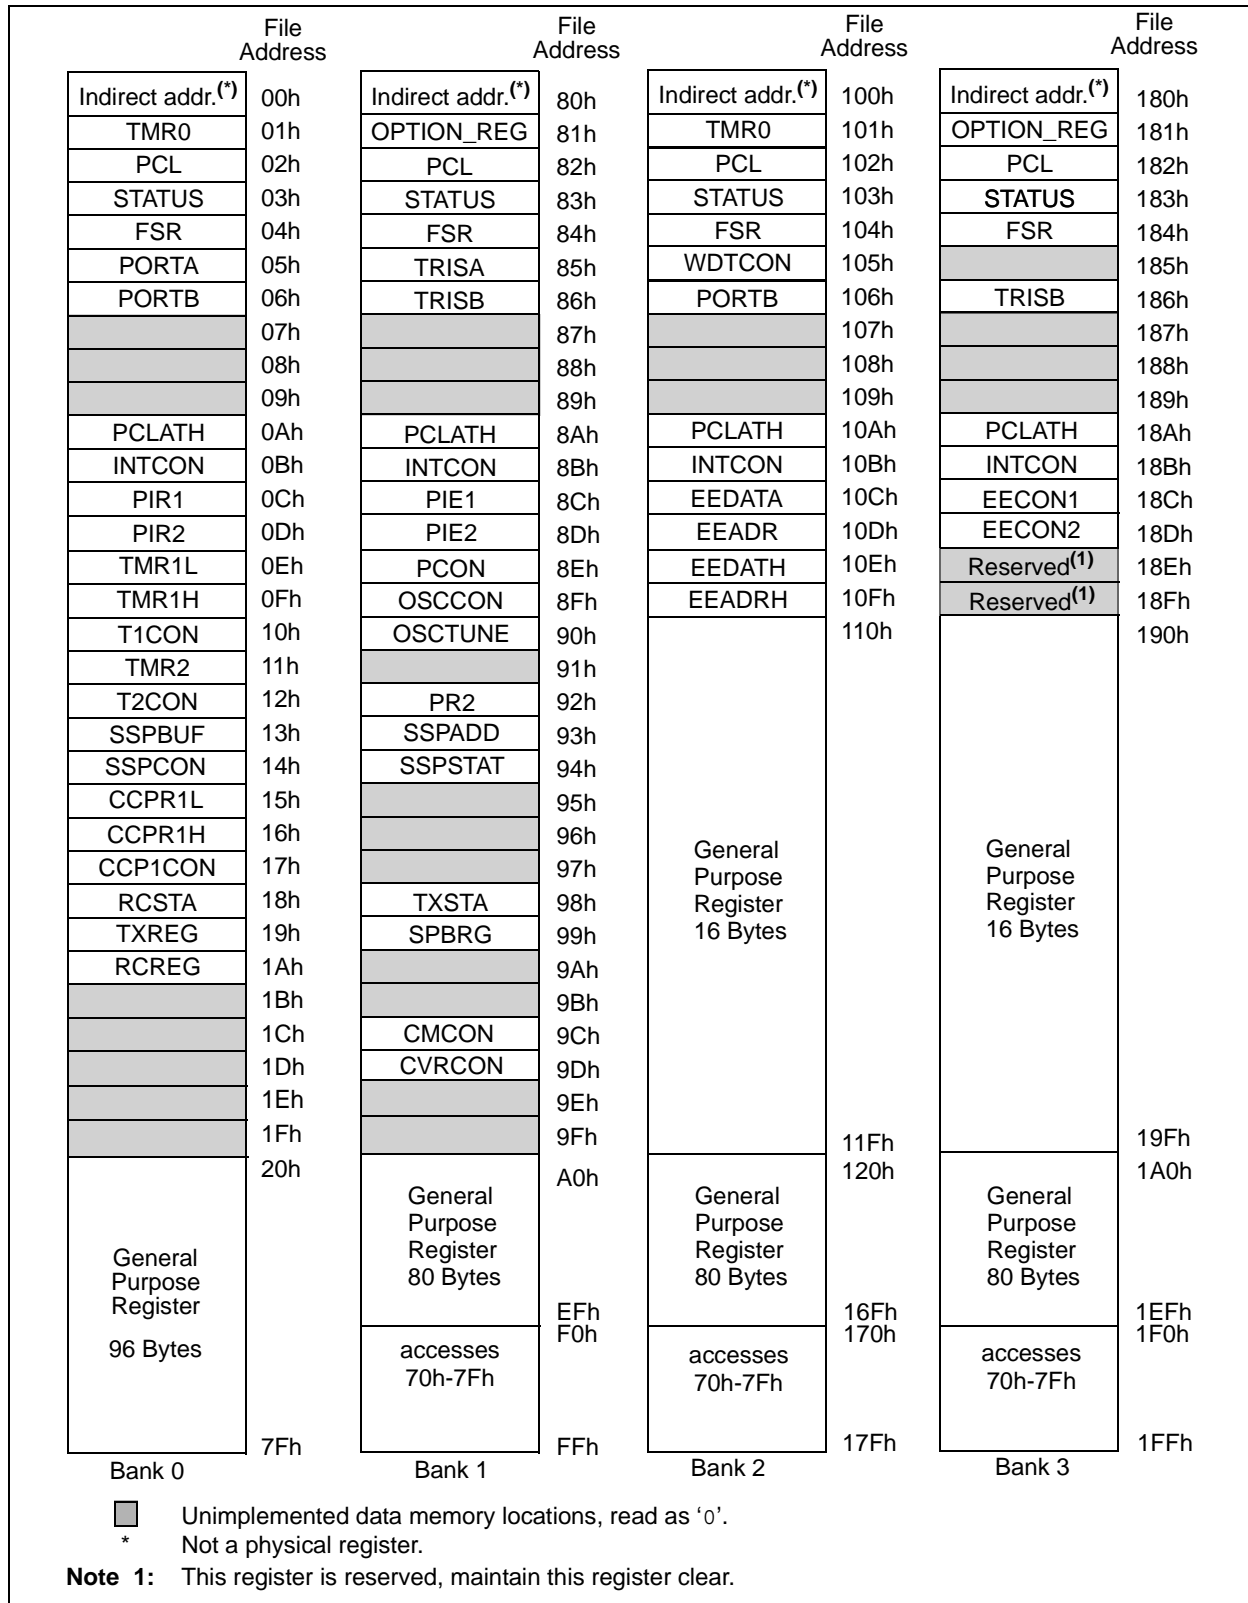 File Address File Address File Address File Address
Indirect addr.(*) 00h Indirect addr.(*) 80h Indirect addr.(*) 100h Indirect addr.(*) 180h
TMR0 01h OPTION_REG 81h TMR0 101h OPTION_REG 181h
PCL 02h PCL 82h PCL 102h PCL 182h
STATUS 03h STATUS 83h STATUS 103h STATUS 183h
FSR 04h FSR 84h FSR 104h FSR 184h
PORTA 05h TRISA 85h WDTCON 105h 185h
PORTB 06h TRISB 86h PORTB 106h TRISB 186h
07h 87h 107h 187h
08h 88h 108h 188h
09h 89h 109h 189h
PCLATH 0Ah PCLATH 8Ah PCLATH 10Ah PCLATH 18Ah
INTCON 0Bh INTCON 8Bh INTCON 10Bh INTCON 18Bh
PIR1 0Ch PIE1 8Ch EEDATA 10Ch EECON1 18Ch
PIR2 0Dh PIE2 8Dh EEADR 10Dh EECON2 18Dh
TMR1L 0Eh PCON 8Eh EEDATH 10Eh Reserved(1) 18Eh
TMR1H 0Fh OSCCON 8Fh EEADRH 10Fh Reserved(1) 18Fh
T1CON 10h OSCTUNE 90h 110h 190h
TMR2 11h 91h
T2CON 12h PR2 92h
SSPBUF 13h SSPADD 93h
SSPCON 14h SSPSTAT 94h
CCPR1L 15h 95h
CCPR1H 16h 96h General General
CCP1CON 17h 97h Purpose Purpose
RCSTA 18h TXSTA 98h Register Register
TXREG 19h SPBRG 99h 16 Bytes 16 Bytes
RCREG 1Ah 9Ah
1Bh 9Bh
1Ch CMCON 9Ch
1Dh CVRCON 9Dh
1Eh 9Eh
1Fh 9Fh 11Fh 19Fh
20h A0h 120h 1A0h
General General General
Purpose Purpose Purpose
General Register Register Register
Purpose 80 Bytes 80 Bytes 80 Bytes
Register EFh 16Fh 1EFh
F0h 170h 1F0h
96 Bytes accesses accesses accesses
70h-7Fh 70h-7Fh 70h-7Fh
7Fh FFh 17Fh 1FFh
Bank 0 Bank 1 Bank 2 Bank 3
Unimplemented data memory locations, read as ‘0’.
* Not a physical register.
Note 1: This register is reserved, maintain this register clear.